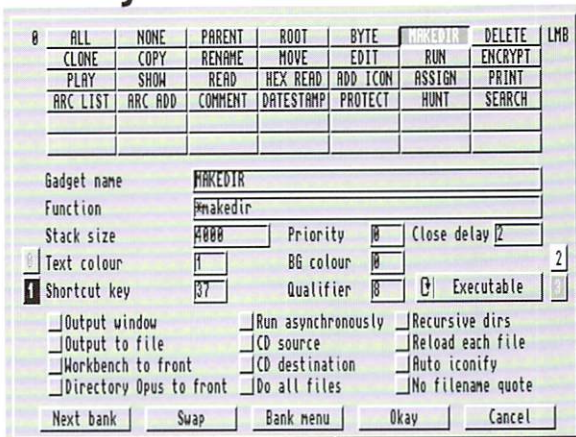 0 ALL NONE PARENT ROOT BYTE MAKEDIR DELETE LMB
CLONE COPY RENAME MOVE EDIT RUN ENCRYPT
PLAY SHOW READ HEX READ ADD ICON ASSIGN PRINT
ARC LIST ARC ADD COMMENT DATESTAMP PROTECT HUNT SEARCH
Gadget name MAKEDIR
Function *makedir
Stack size 4000 Priority 0 Close delay 2
0 Text colour 1 BG colour 0 2
1 Shortcut key 37 Qualifier 8 Executable 3
Output window Run asynchronously Recursive dirs
Output to file CD source Reload each file
Workbench to front CD destination Auto iconify
Directory Opus to front Do all files No filename quote
Next bank Swap Bank menu Okay Cancel